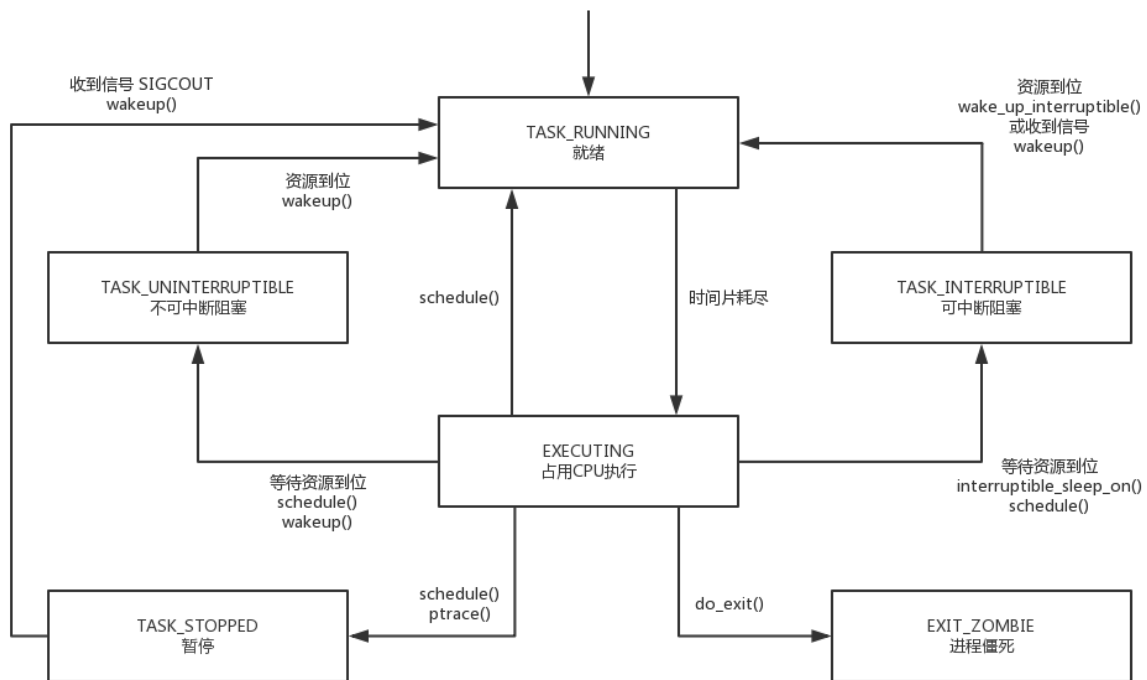 收到信号 SIGCOUT
wakeup()
资源到位
wake_up_interruptible()
或收到信号
wakeup()
TASK_RUNNING
就绪
资源到位
wakeup()
TASK_UNINTERRUPTIBLE
不可中断阻塞
schedule()
时间片耗尽
TASK_INTERRUPTIBLE
可中断阻塞
EXECUTING
占用CPU执行
等待资源到位
schedule()
wakeup()
等待资源到位
interruptible_sleep_on()
schedule()
schedule()
ptrace()
do_exit()
TASK_STOPPED
暂停
EXIT_ZOMBIE
进程僵死